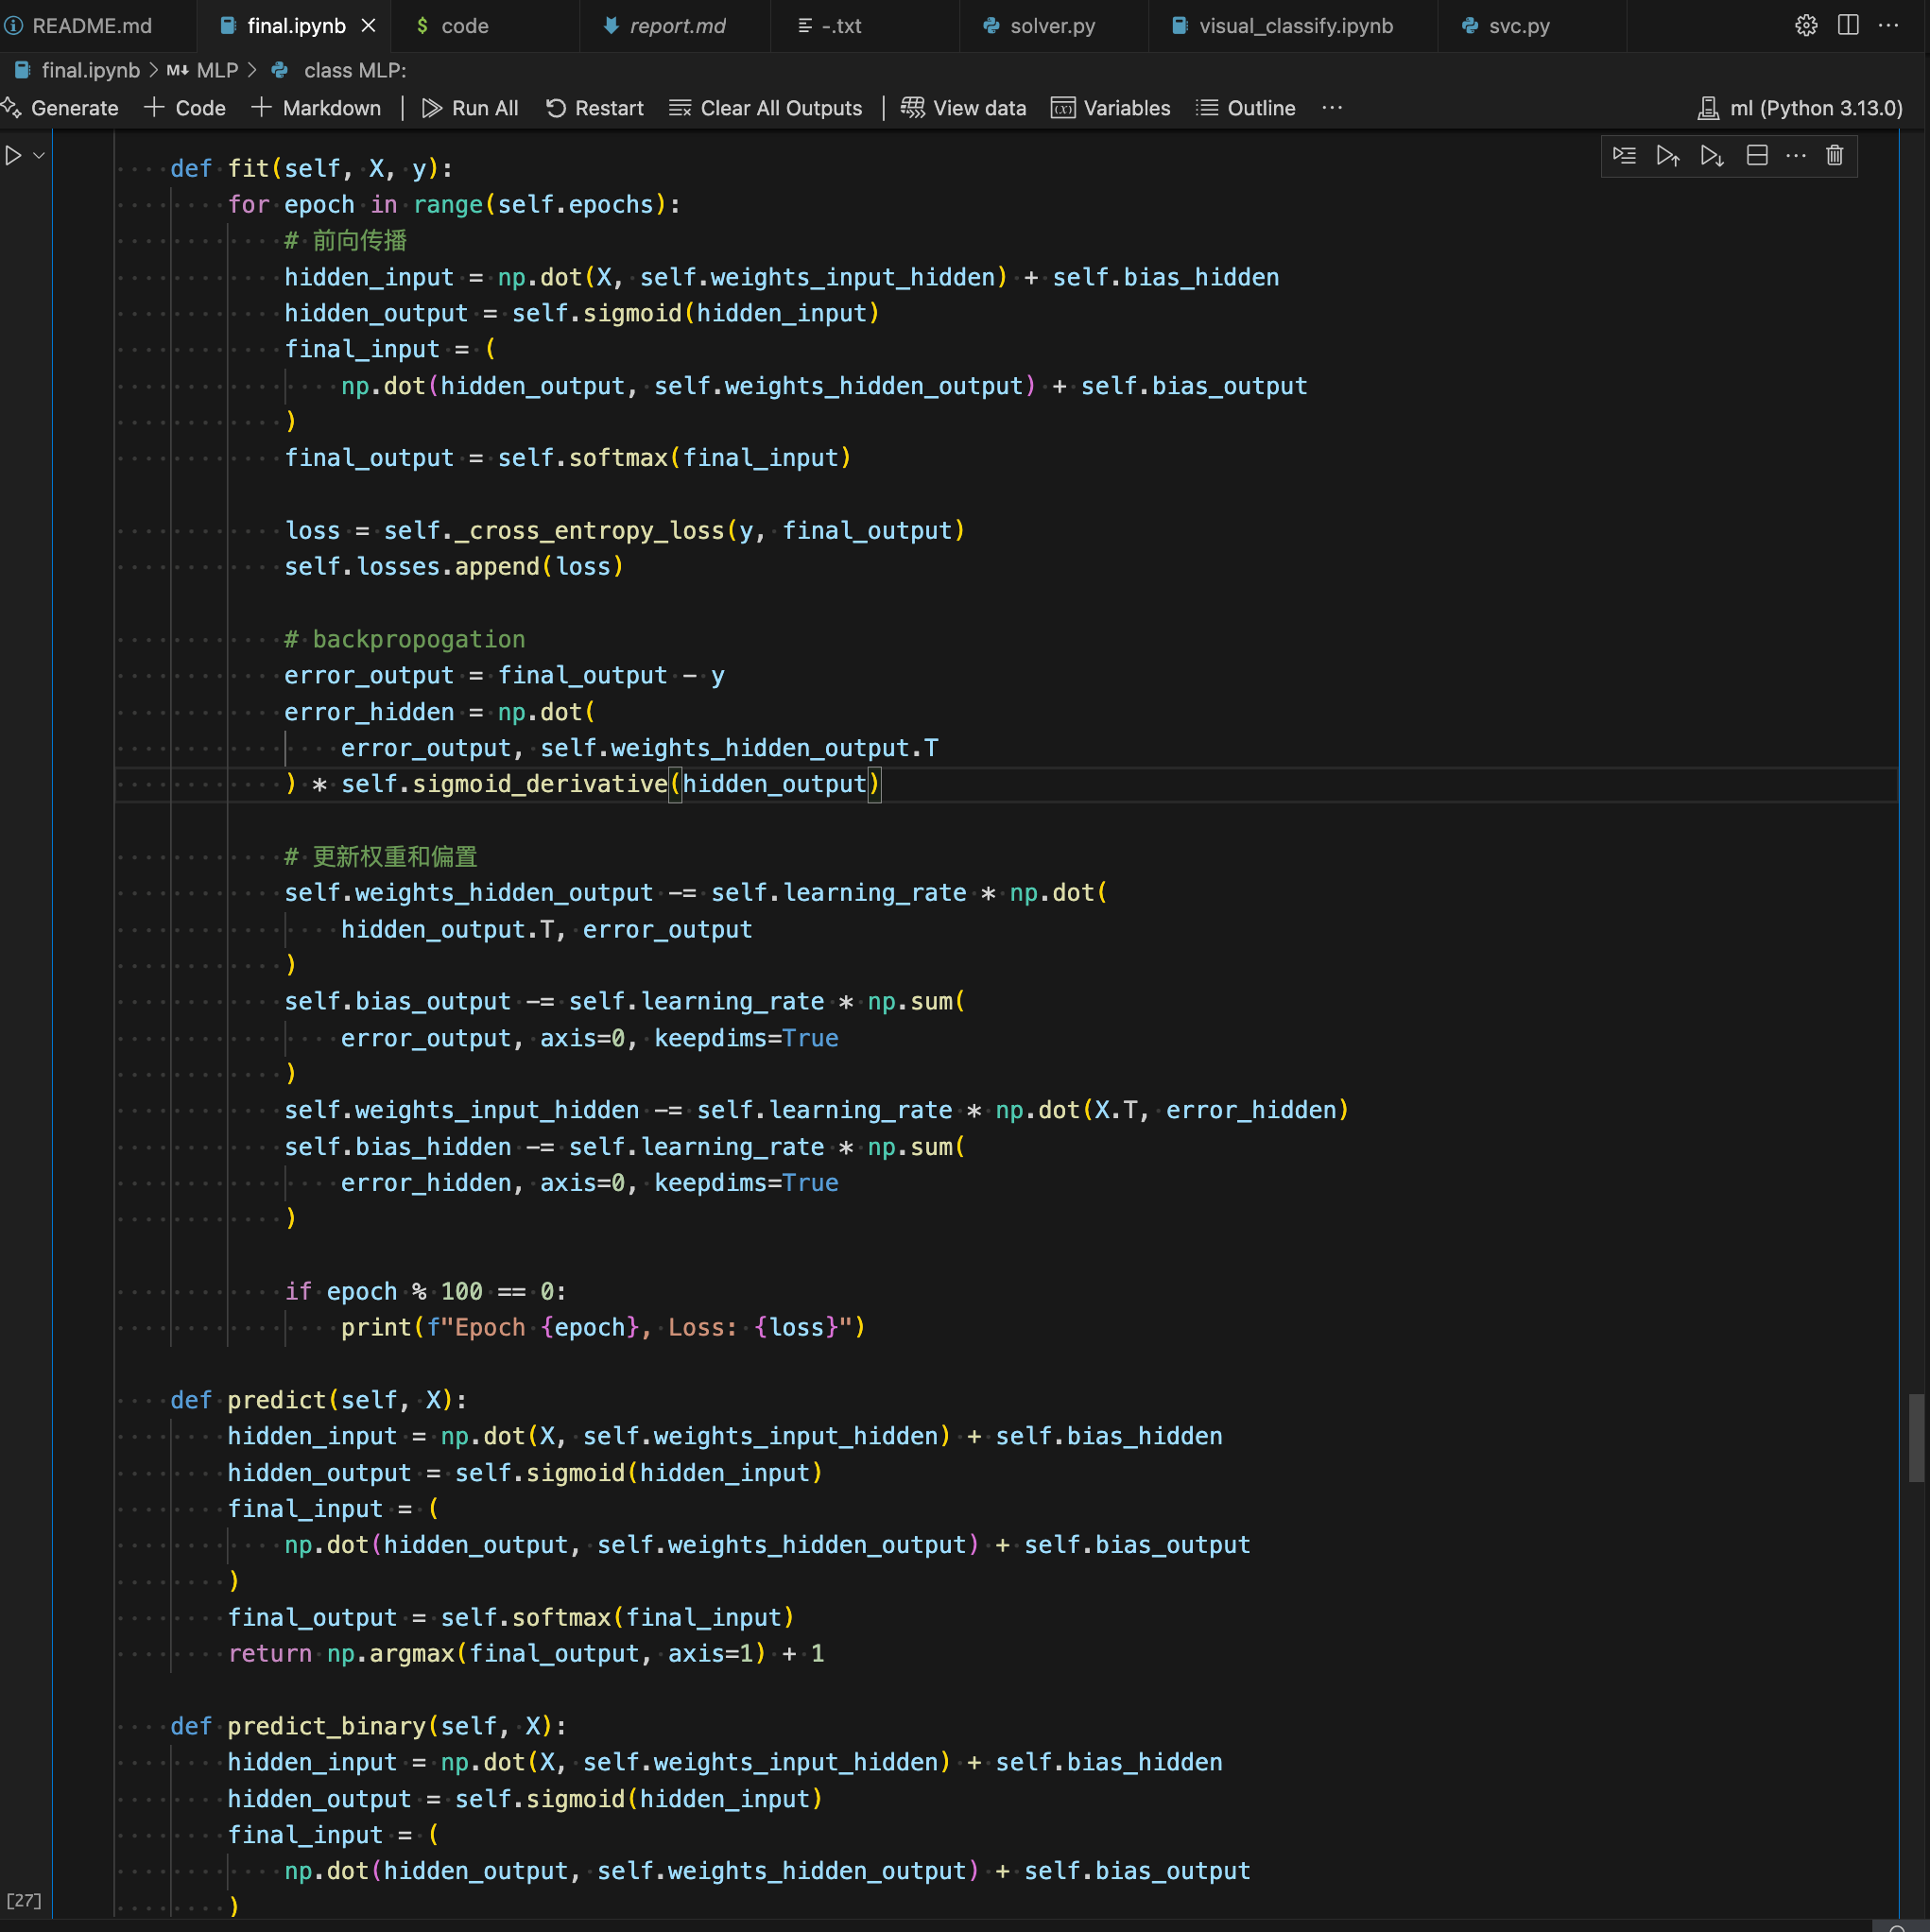 README.md final.ipynb code report.md -.txt solver.py visual_classify.ipynb svc.py
final.ipynb > M↓ MLP > class MLP:
Generate + Code + Markdown | Run All Restart Clear All Outputs | View data Variables Outline ··· ml (Python 3.13.0)
def fit(self, X, y):
for epoch in range(self.epochs):
# 前向传播
hidden_input = np.dot(X, self.weights_input_hidden) + self.bias_hidden
hidden_output = self.sigmoid(hidden_input)
final_input = (
np.dot(hidden_output, self.weights_hidden_output) + self.bias_output
)
final_output = self.softmax(final_input)
loss = self._cross_entropy_loss(y, final_output)
self.losses.append(loss)
# backpropogation
error_output = final_output - y
error_hidden = np.dot(
error_output, self.weights_hidden_output.T
) * self.sigmoid_derivative(hidden_output)
# 更新权重和偏置
self.weights_hidden_output -= self.learning_rate * np.dot(
hidden_output.T, error_output
)
self.bias_output -= self.learning_rate * np.sum(
error_output, axis=0, keepdims=True
)
self.weights_input_hidden -= self.learning_rate * np.dot(X.T, error_hidden)
self.bias_hidden -= self.learning_rate * np.sum(
error_hidden, axis=0, keepdims=True
)
if epoch % 100 == 0:
print(f"Epoch {epoch}, Loss: {loss}")
def predict(self, X):
hidden_input = np.dot(X, self.weights_input_hidden) + self.bias_hidden
hidden_output = self.sigmoid(hidden_input)
final_input = (
np.dot(hidden_output, self.weights_hidden_output) + self.bias_output
)
final_output = self.softmax(final_input)
return np.argmax(final_output, axis=1) + 1
def predict_binary(self, X):
hidden_input = np.dot(X, self.weights_input_hidden) + self.bias_hidden
hidden_output = self.sigmoid(hidden_input)
final_input = (
np.dot(hidden_output, self.weights_hidden_output) + self.bias_output
)
[27]